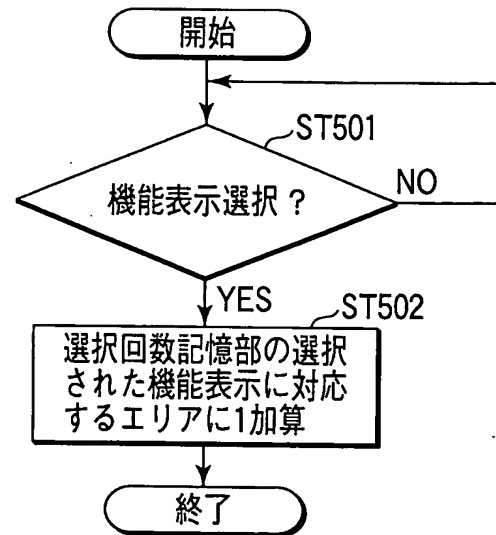 開始
ST501
機能表示選択?
NO
YES
ST502
選択回数記憶部の選択
された機能表示に対応
するエリアに1加算
終了